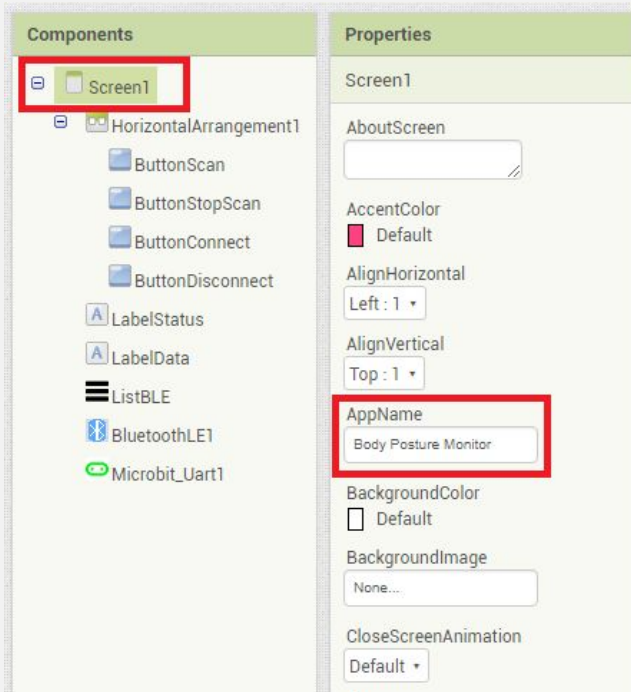 Components
Screen1
HorizontalArrangement1
ButtonScan
ButtonStopScan
ButtonConnect
ButtonDisconnect
A LabelStatus
A LabelData
ListBLE
BluetoothLE1
Microbit_Uart1
Properties
Screen1
AboutScreen
AccentColor
Default
AlignHorizontal
Left : 1
AlignVertical
Top : 1
AppName
Body Posture Monitor
BackgroundColor
Default
BackgroundImage
None...
CloseScreenAnimation
Default